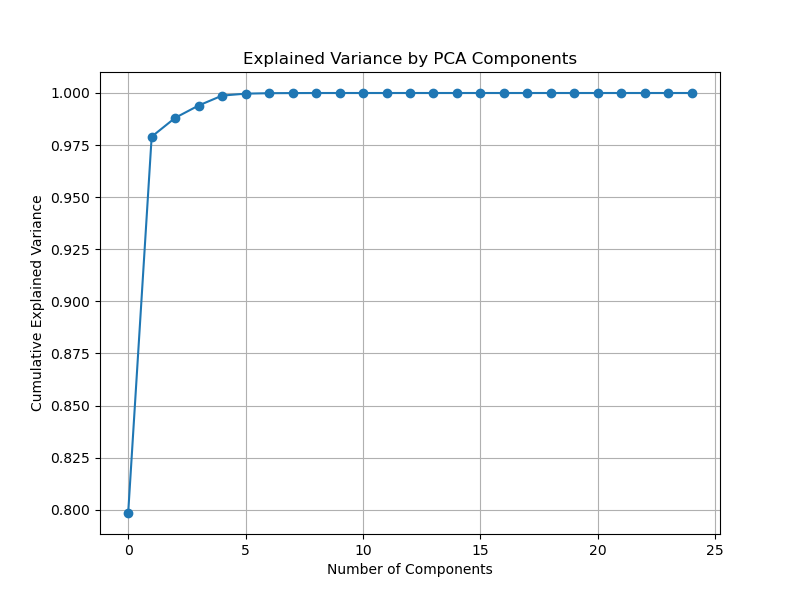 Explained Variance by PCA Components
1.000
0.975
0.950
0.925
0.900
0.875
0.850
0.825
0.800
Cumulative Explained Variance
0 5 10 15 20 25
Number of Components